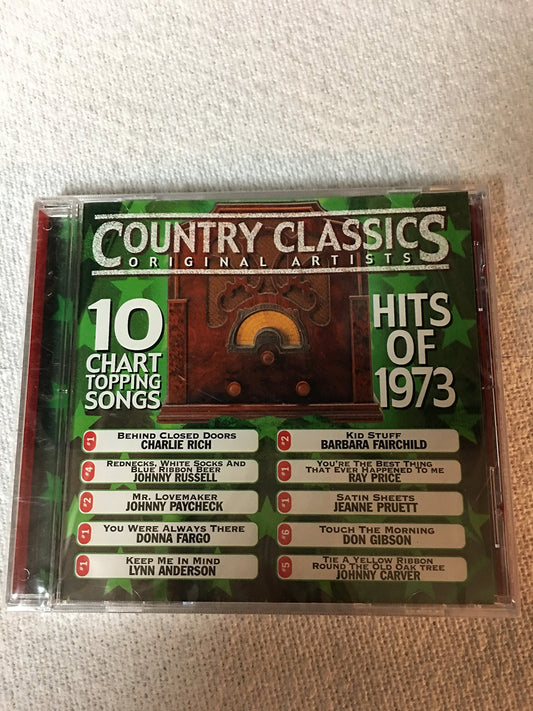 COUNTRY CLASSICS
ORIGINAL ARTISTS
10
CHART
TOPPING
SONGS
HITS
OF
1973
#1
BEHIND CLOSED DOORS
CHARLIE RICH
#4
REDNECKS, WHITE SOCKS AND
BLUE RIBBON BEER
JOHNNY RUSSELL
#2
MR. LOVEMAKER
JOHNNY PAYCHECK
#1
YOU WERE ALWAYS THERE
DONNA FARGO
#1
KEEP ME IN MIND
LYNN ANDERSON
#2
KID STUFF
BARBARA FAIRCHILD
#1
YOU'RE THE BEST THING
THAT EVER HAPPENED TO ME
RAY PRICE
#1
SATIN SHEETS
JEANNE PRUETT
#6
TOUCH THE MORNING
DON GIBSON
#5
TIE A YELLOW RIBBON
ROUND THE OLD OAK TREE
JOHNNY CARVER